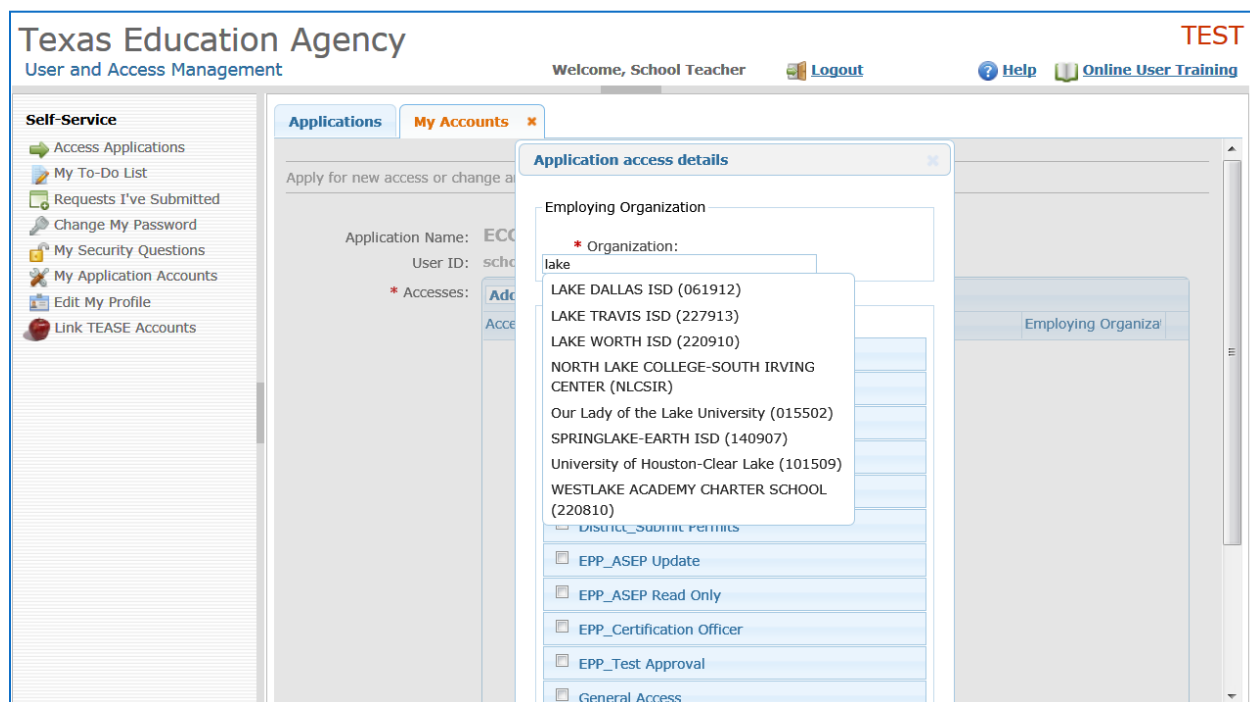 Texas Education Agency
TEST
User and Access Management
Welcome, School Teacher
Logout
Help
Online User Training
Self-Service
Access Applications
My To-Do List
Requests I've Submitted
Change My Password
My Security Questions
My Application Accounts
Edit My Profile
Link TEASE Accounts
Applications
My Accounts
Application access details
Apply for new access or change
Employing Organization
Application Name:
* Organization:
User ID:
lake
* Accesses:
LAKE DALLAS ISD (061912)
LAKE TRAVIS ISD (227913)
Employing Organiza
LAKE WORTH ISD (220910)
NORTH LAKE COLLEGE-SOUTH IRVING
CENTER (NLCSIR)
Our Lady of the Lake University (015502)
SPRINGLAKE-EARTH ISD (140907)
University of Houston-Clear Lake (101509)
WESTLAKE ACADEMY CHARTER SCHOOL
(220810)
District_Submit Permits
EPP_ASEP Update
EPP_ASEP Read Only
EPP_Certification Officer
EPP_Test Approval
General Access